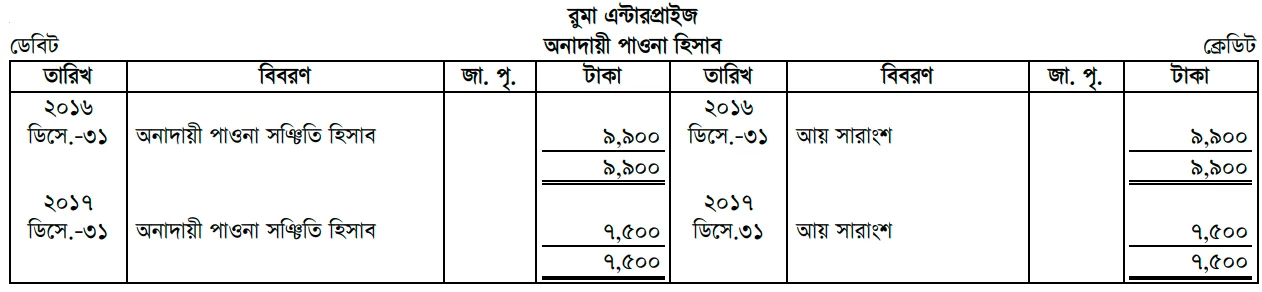 রুমা এন্টারপ্রাইজ
ডেবিট অনাদায়ী পাওনা হিসাব ক্রেডিট
তারিখ বিবরণ জা. পৃ. টাকা তারিখ বিবরণ জা. পৃ. টাকা
২০১৬ ২০১৬
ডিসে.-৩১ অনাদায়ী পাওনা সঞ্চিতি হিসাব ৯,৯০০ ডিসে.-৩১ আয় সারাংশ ৯,৯০০
৯,৯০০ ৯,৯০০
২০১৭ ২০১৭
ডিসে.-৩১ অনাদায়ী পাওনা সঞ্চিতি হিসাব ৭,৫০০ ডিসে.৩১ আয় সারাংশ ৭,৫০০
৭,৫০০ ৭,৫০০